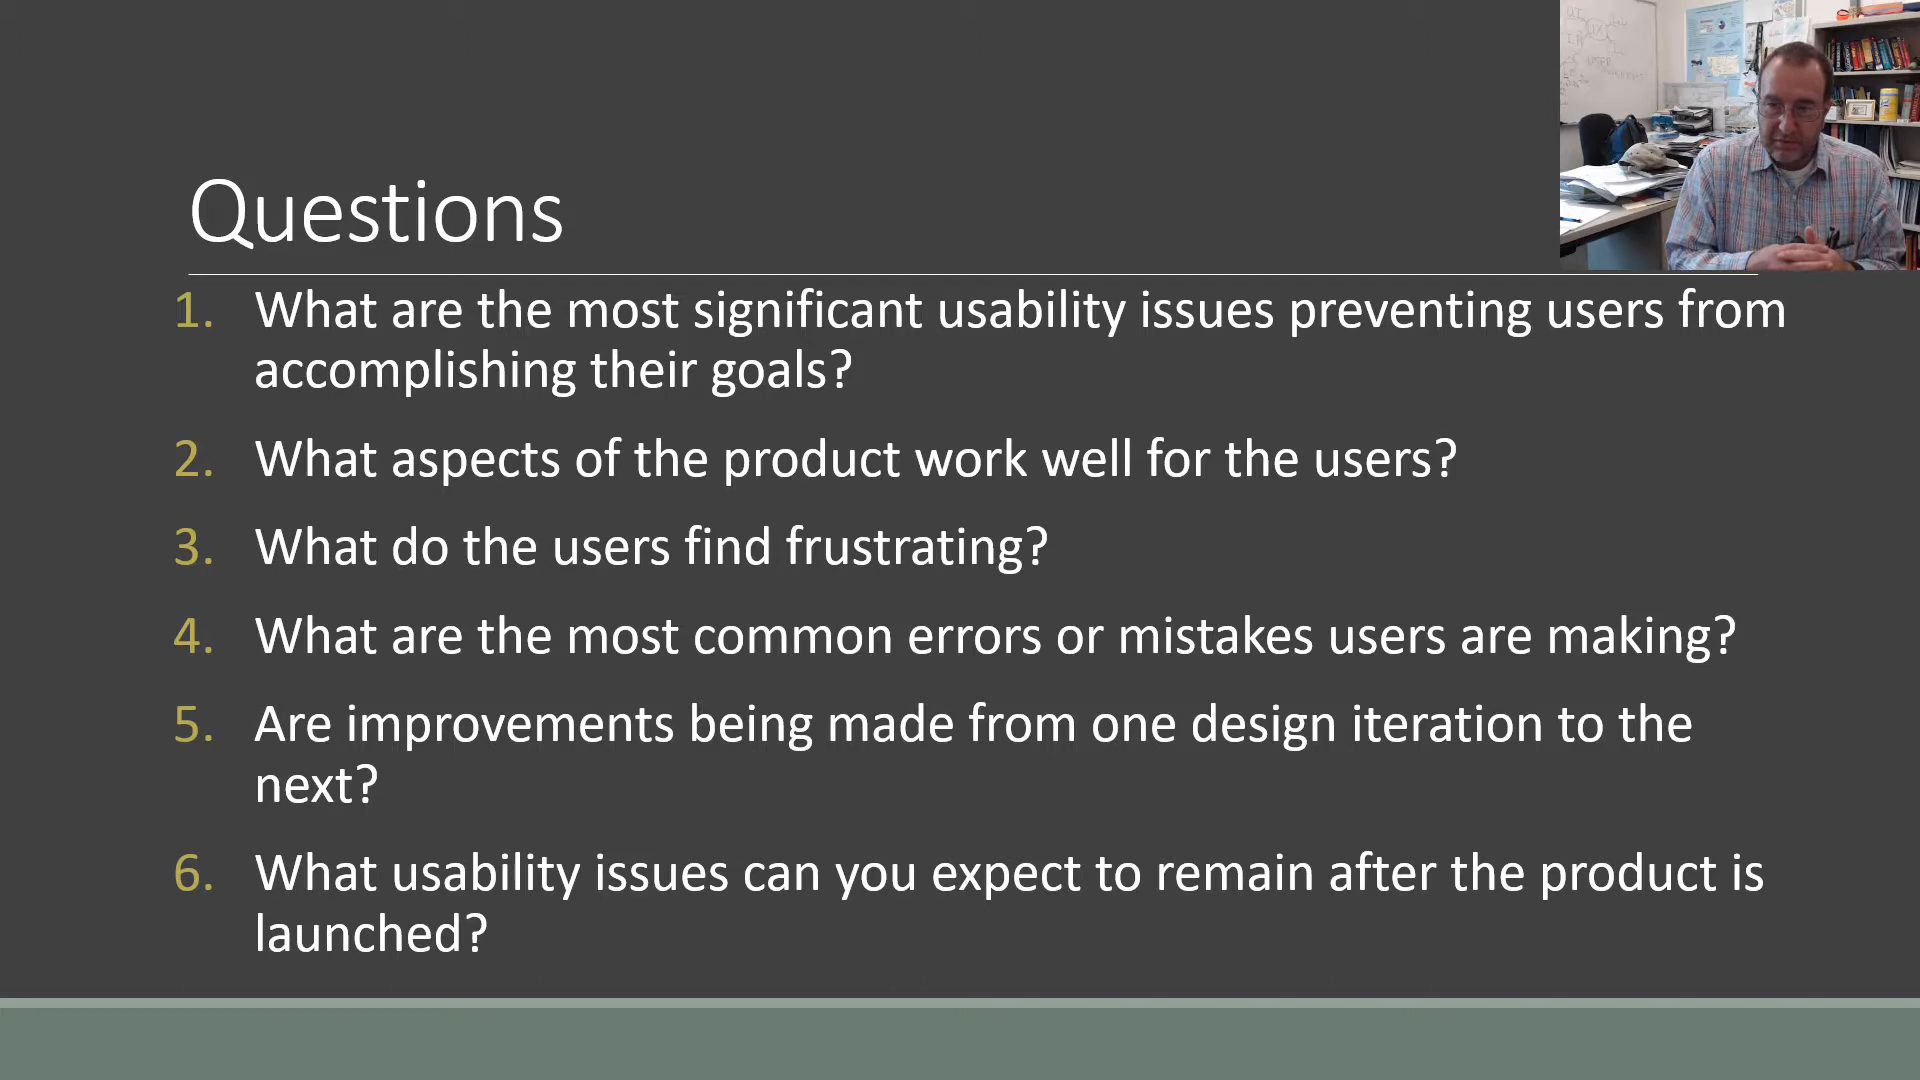 Questions
1. What are the most significant usability issues preventing users from
accomplishing their goals?
2. What aspects of the product work well for the users?
3. What do the users find frustrating?
4. What are the most common errors or mistakes users are making?
5. Are improvements being made from one design iteration to the
next?
6. What usability issues can you expect to remain after the product is
launched?